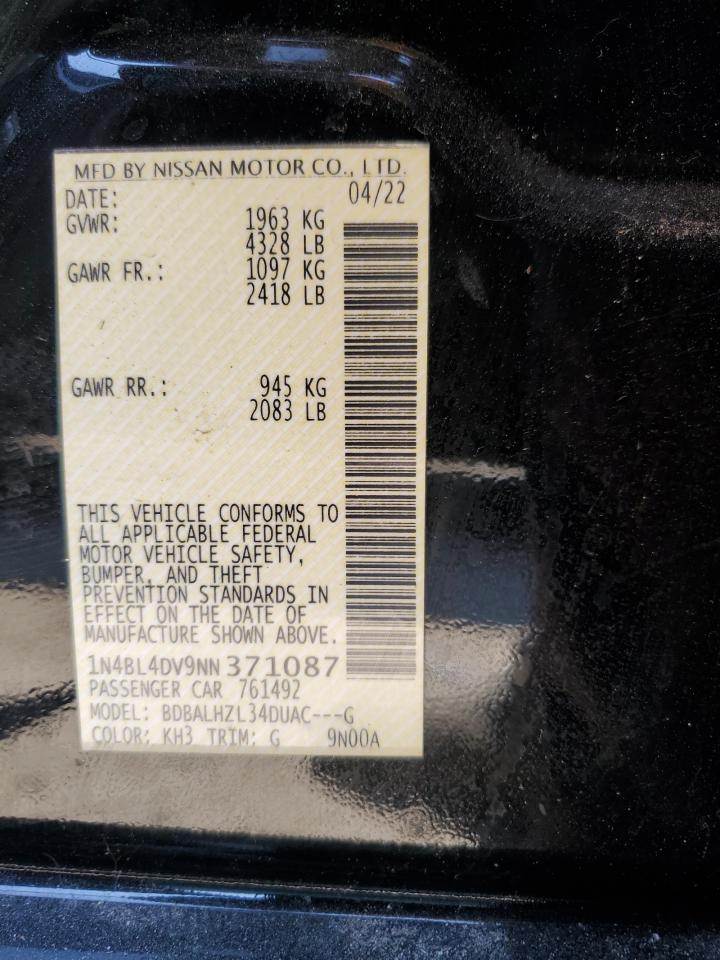 MFD BY NISSAN MOTOR CO., LTD.
DATE: 04/22
GVWR: 1963 KG
4328 LB
GAWR FR.: 1097 KG
2418 LB
GAWR RR.: 945 KG
2083 LB
THIS VEHICLE CONFORMS TO
ALL APPLICABLE FEDERAL
MOTOR VEHICLE SAFETY,
BUMPER, AND THEFT
PREVENTION STANDARDS IN
EFFECT ON THE DATE OF
MANUFACTURE SHOWN ABOVE.
1N4BL4DV9NN371087
PASSENGER CAR 761492
MODEL: BDBALHZL34DUAC---G
COLOR: KH3 TRIM: G 9N00A